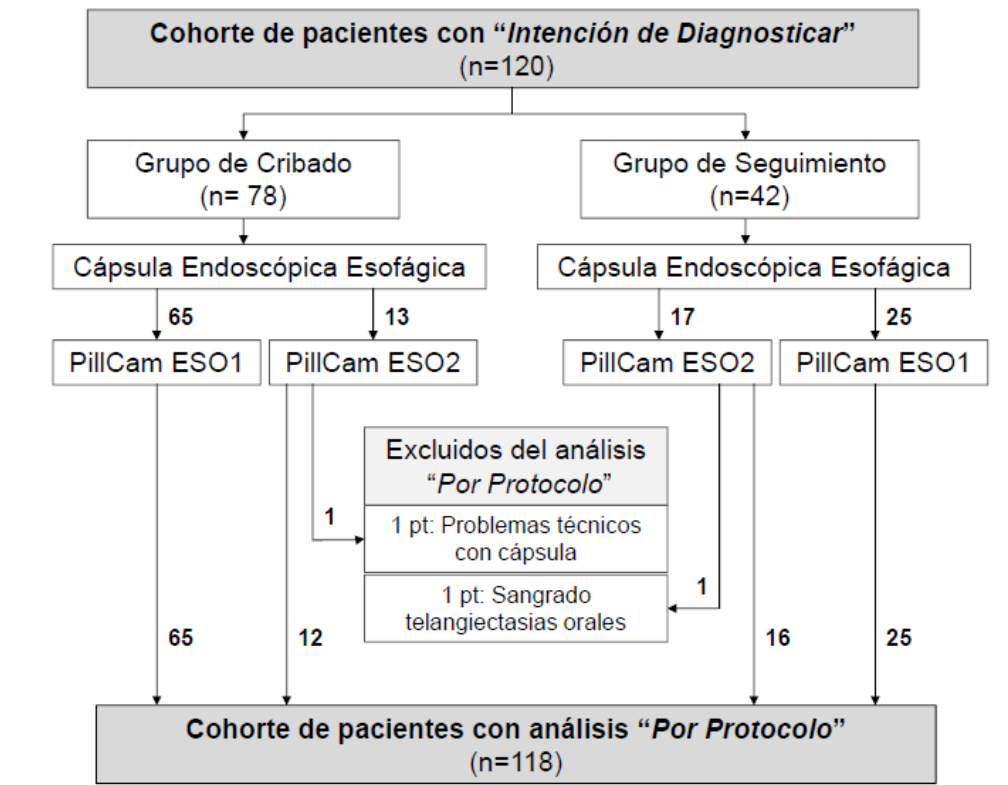 Cohorte de pacientes con “Intención de Diagnosticar”
(n=120)
Grupo de Cribado
(n= 78)
Grupo de Seguimiento
(n=42)
Cápsula Endoscópica Esofágica
Cápsula Endoscópica Esofágica
65
13
17
25
PillCam ESO1
PillCam ESO2
PillCam ESO2
PillCam ESO1
Excluidos del análisis
“Por Protocolo”
1
1 pt: Problemas técnicos
con cápsula
1
1 pt: Sangrado
telangiectasias orales
65
12
16
25
Cohorte de pacientes con análisis “Por Protocolo”
(n=118)